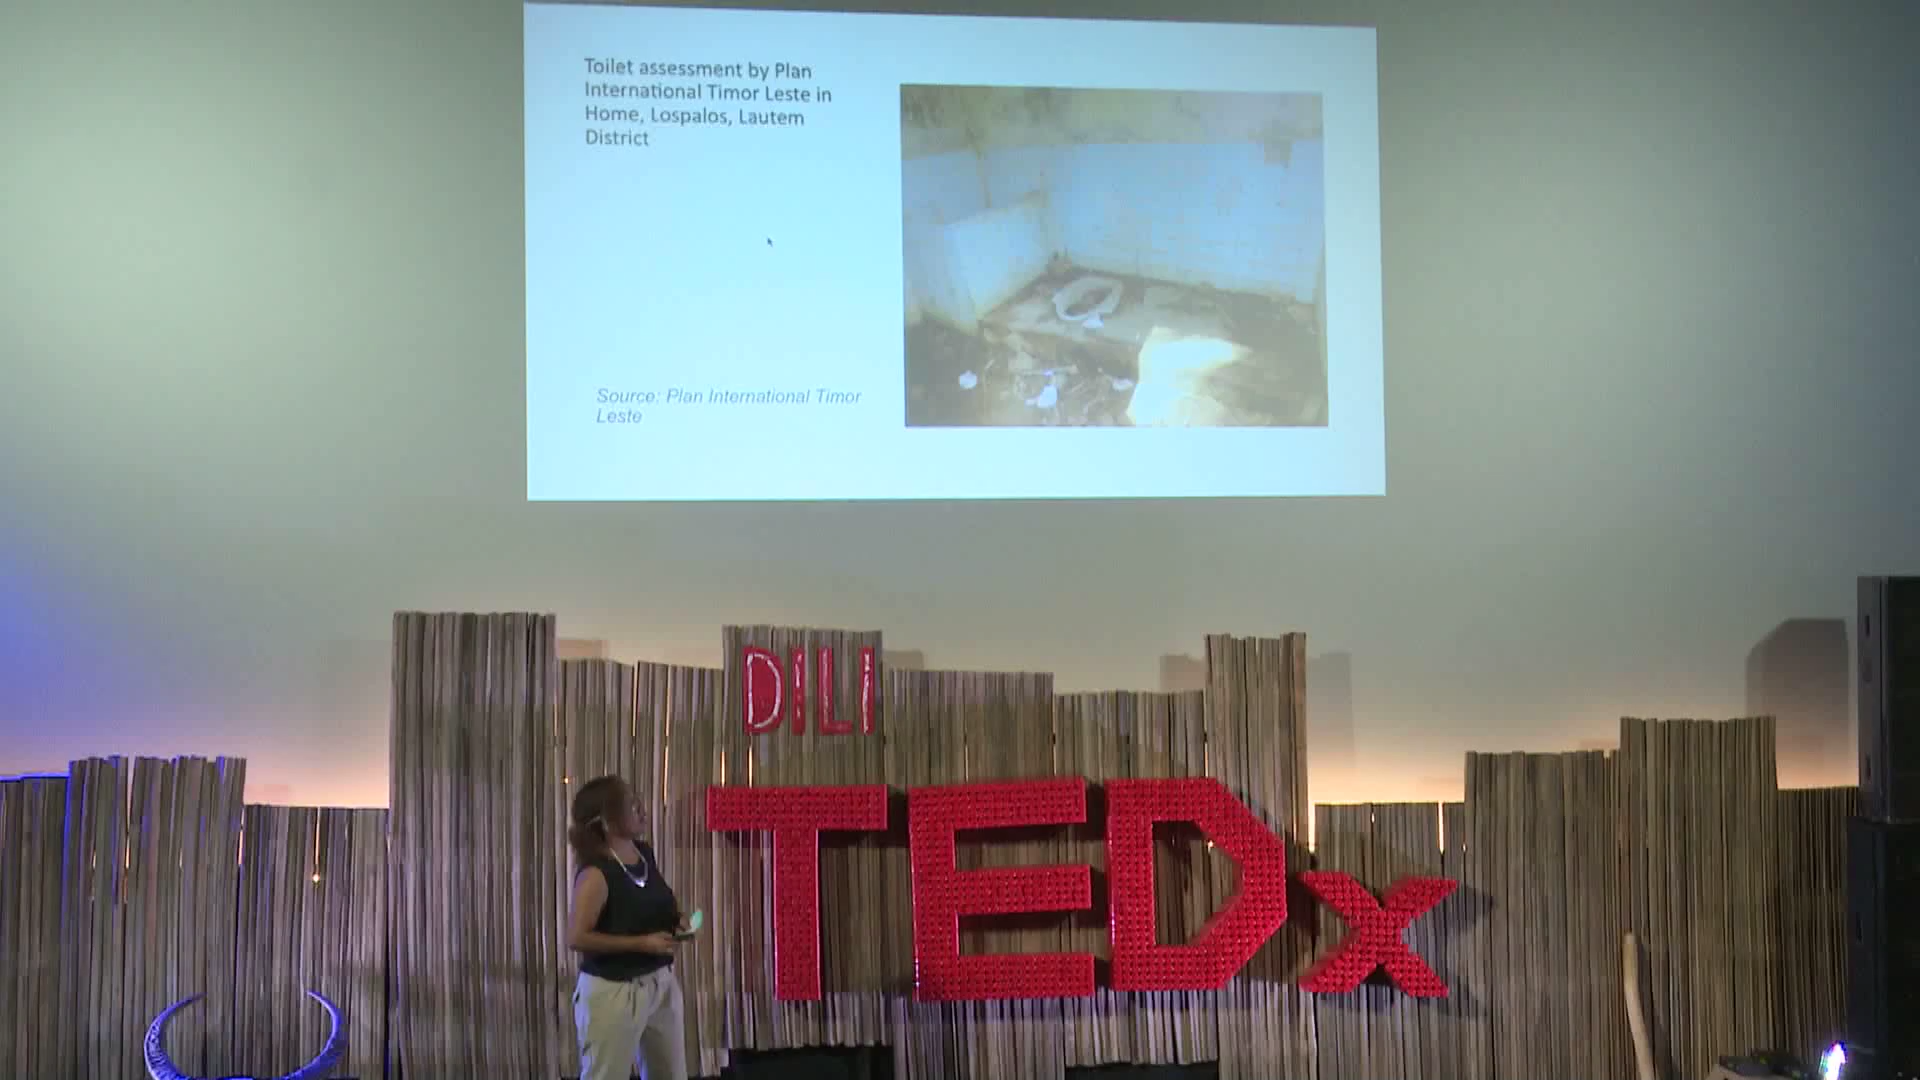 Toilet assessment by Plan
International Timor Leste in
Home, Lospalos, Lautem
District
Source: Plan International Timor
Leste
DILI
TEDx